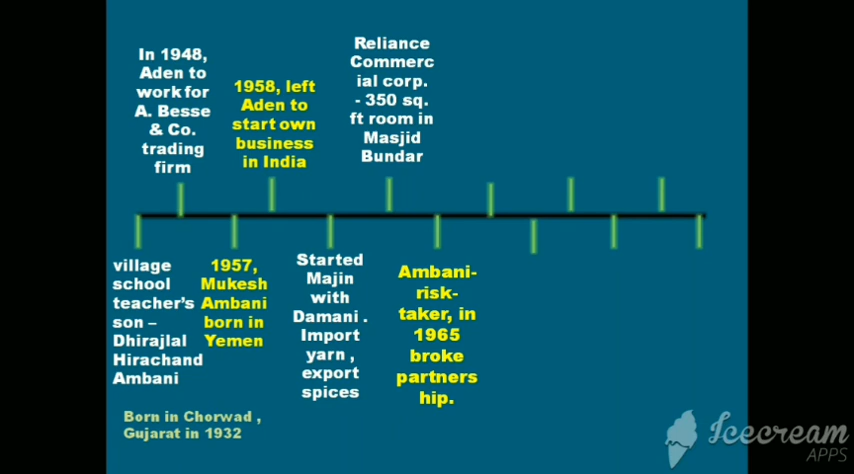 In 1948,
Aden to
work for
A. Besse
& Co.
trading
firm
1958, left
Aden to
start own
business
in India
Reliance
Commerc
ial corp.
- 350 sq.
ft room in
Masjid
Bundar
village
school
teacher's
son –
Dhirajlal
Hirachand
Ambani
1957,
Mukesh
Ambani
born in
Yemen
Started
Majin
with
Damani .
Import
yarn ,
export
spices
Ambani-
risk-
taker, in
1965
broke
partners
hip.
Born in Chorwad ,
Gujarat in 1932
Icecream
APPS